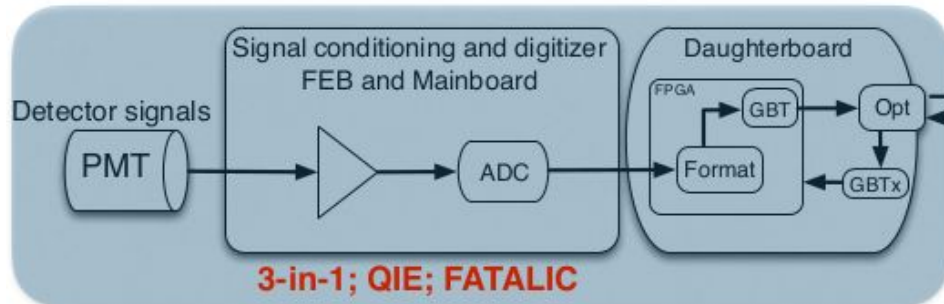 Signal conditioning and digitizer
FEB and Mainboard
Daughterboard
Detector signals
FPGA
GBT
Opt
PMT
ADC
Format
GBTx
3-in-1; QIE; FATALIC